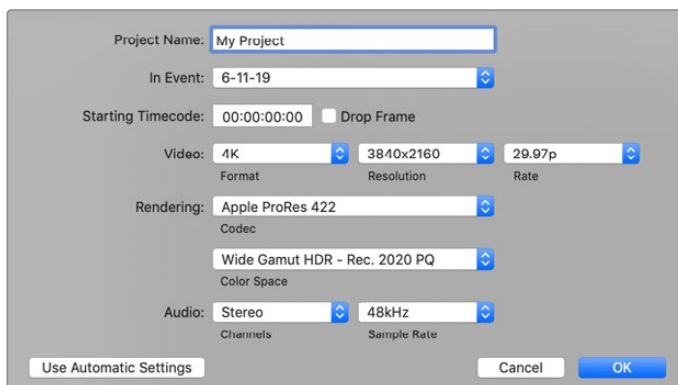 Project Name: My Project
In Event: 6-11-19
Starting Timecode: 00:00:00:00 Drop Frame
Video: 4K 3840x2160 29.97p
Format Resolution Rate
Rendering: Apple ProRes 422
Codec
Wide Gamut HDR - Rec. 2020 PQ
Color Space
Audio: Stereo 48kHz
Channels Sample Rate
Use Automatic Settings Cancel OK